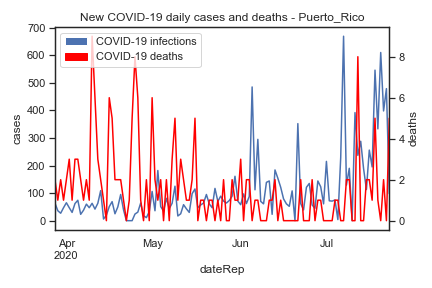 New COVID-19 daily cases and deaths - Puerto_Rico
COVID-19 infections
COVID-19 deaths
700
600
500
400
300
200
100
0
cases
8
6
4
2
0
deaths
Apr
2020
May
Jun
Jul
dateRep